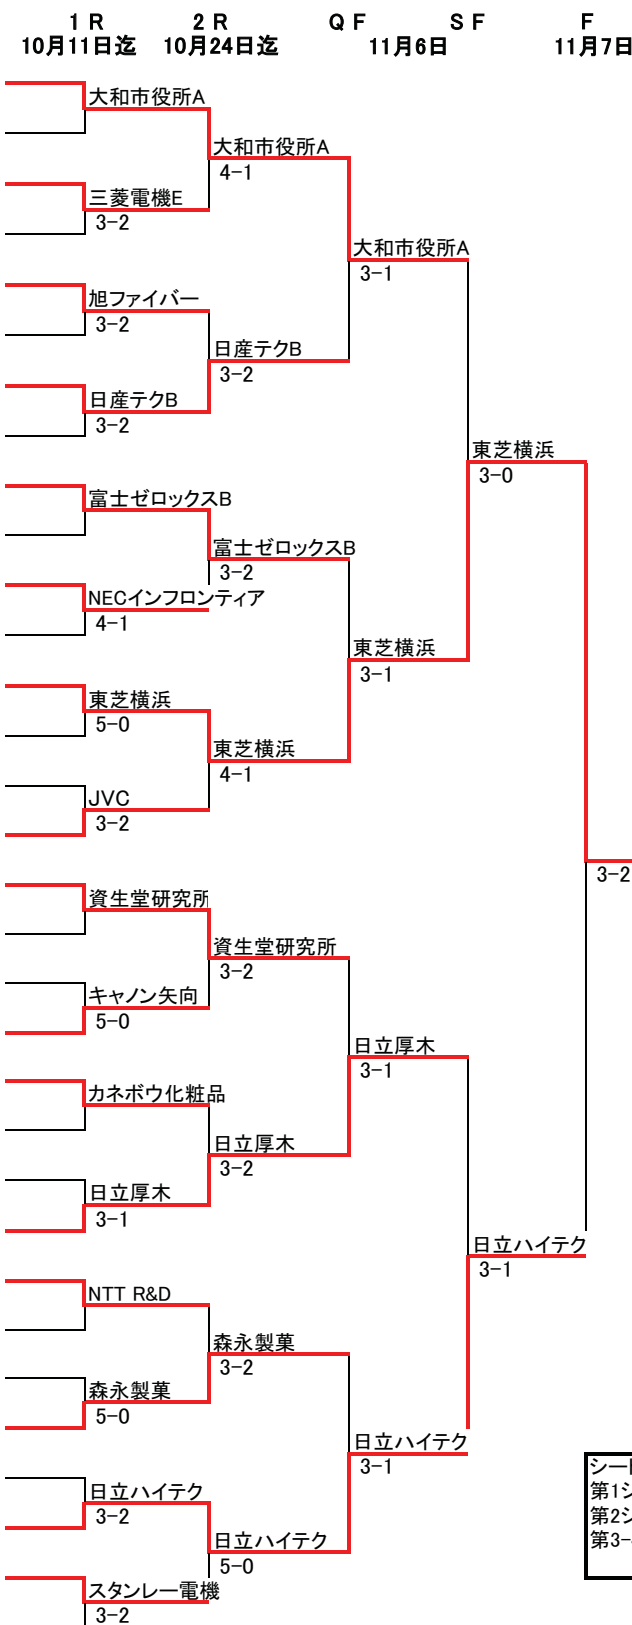 1 R
2 R
Q F
S F
F
10月11日迄
10月24日迄
11月6日
11月7日
大和市役所A
大和市役所A
4-1
三菱電機E
3-2
大和市役所A
3-1
旭ファイバー
3-2
日産テクB
3-2
日産テクB
3-2
東芝横浜
3-0
富士ゼロックスB
富士ゼロックスB
3-2
NECインフロンティア
4-1
東芝横浜
3-1
東芝横浜
5-0
東芝横浜
4-1
JVC
3-2
3-2
資生堂研究所
資生堂研究所
3-2
キャノン矢向
5-0
日立厚木
3-1
カネボウ化粧品
日立厚木
3-2
日立厚木
3-1
日立ハイテク
3-1
NTT R&D
森永製菓
3-2
森永製菓
5-0
日立ハイテク
3-1
日立ハイテク
3-2
日立ハイテク
5-0
スタンレー電機
3-2
シード
第1シ
第2シ
第3-